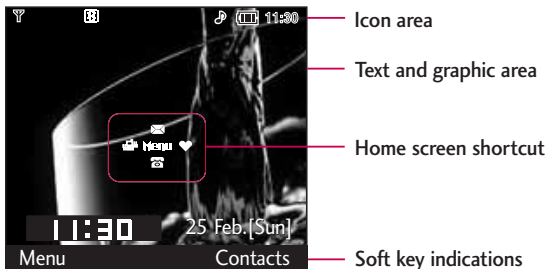 11:30
Icon area
Text and graphic area
Menu
Home screen shortcut
11:30
25 Feb.[Sun]
Menu
Contacts
Soft key indications